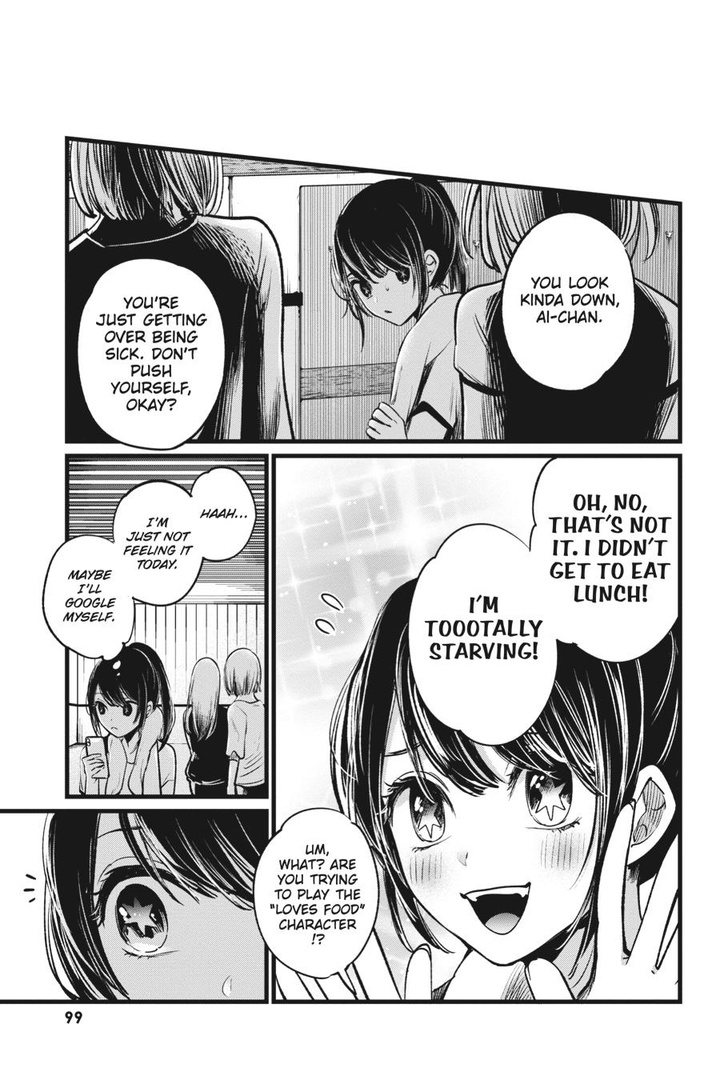 YOU LOOK
KINDA DOWN,
AI-CHAN.
YOU'RE
JUST GETTING
OVER BEING
SICK. DON'T
PUSH
YOURSELF,
OKAY?
OH, NO,
THAT'S NOT
IT. I DIDN'T
GET TO EAT
LUNCH!
I'M
TOOOTALLY
STARVING!
UM,
WHAT? ARE
YOU TRYING
TO PLAY THE
"LOVES FOOD"
CHARACTER
!?
HAAH...
I'M
JUST NOT
FEELING IT
TODAY.
MAYBE
I'LL
GOOGLE
MYSELF.
99